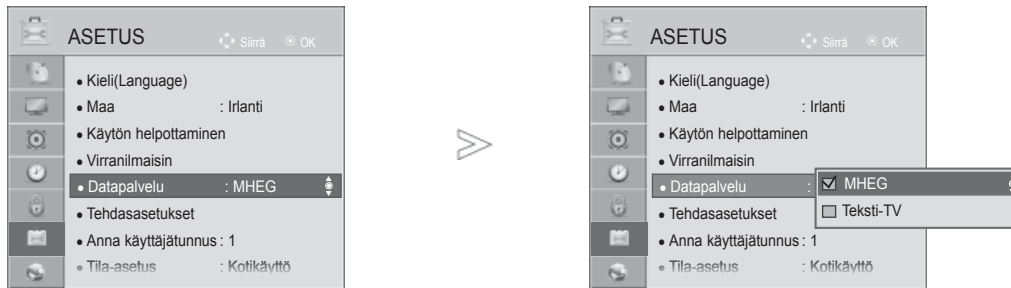 ASETUS Siirrä OK
• Kieli(Language)
• Maa : Irlanti
• Käytön helpottaminen
• Virranilmaisin
• Datapalvelu : MHEG
• Tehdasasetukset
• Anna käyttäjätunnus : 1
• Tila-asetus : Kotikäyttö
ASETUS Siirrä OK
• Kieli(Language)
• Maa : Irlanti
• Käytön helpottaminen
• Virranilmaisin
• Datapalvelu :
MHEG
Teksti-TV
• Tehdasasetukset
• Anna käyttäjätunnus : 1
• Tila-asetus : Kotikäyttö